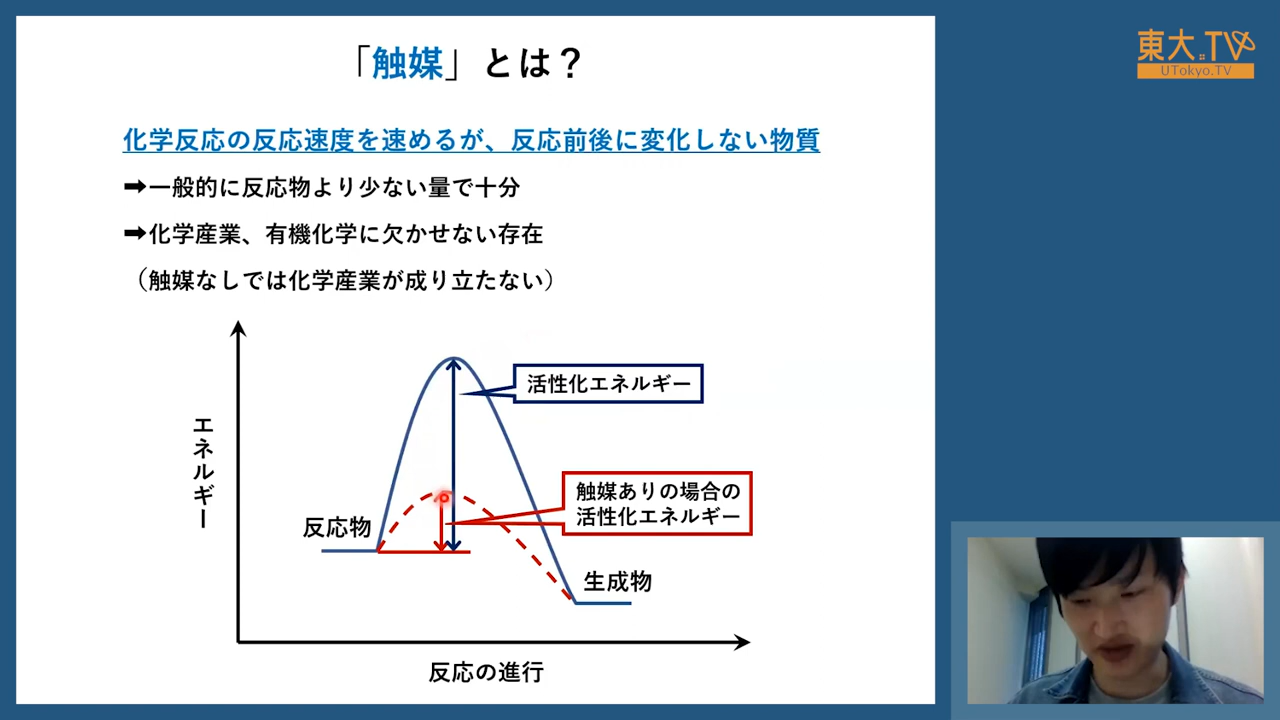 「触媒」とは？
東大.TV
UTokyo.TV
化学反応の反応速度を速めるが、反応前後に変化しない物質
➡一般的に反応物より少ない量で十分
➡化学産業、有機化学に欠かせない存在
（触媒なしでは化学産業が成り立たない）
活性化エネルギー
エネルギー
触媒ありの場合の
活性化エネルギー
反応物
生成物
反応の進行